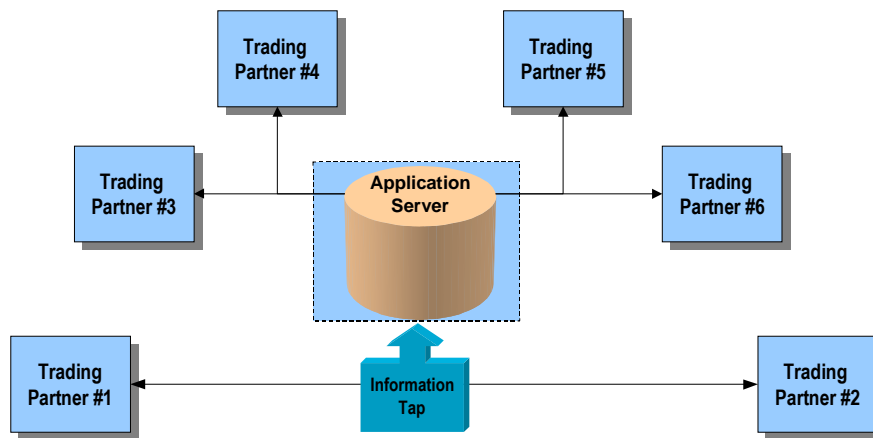 Trading
Partner #4
Trading
Partner #5
Trading
Partner #3
Application
Server
Trading
Partner #6
Trading
Partner #1
Information
Tap
Trading
Partner #2